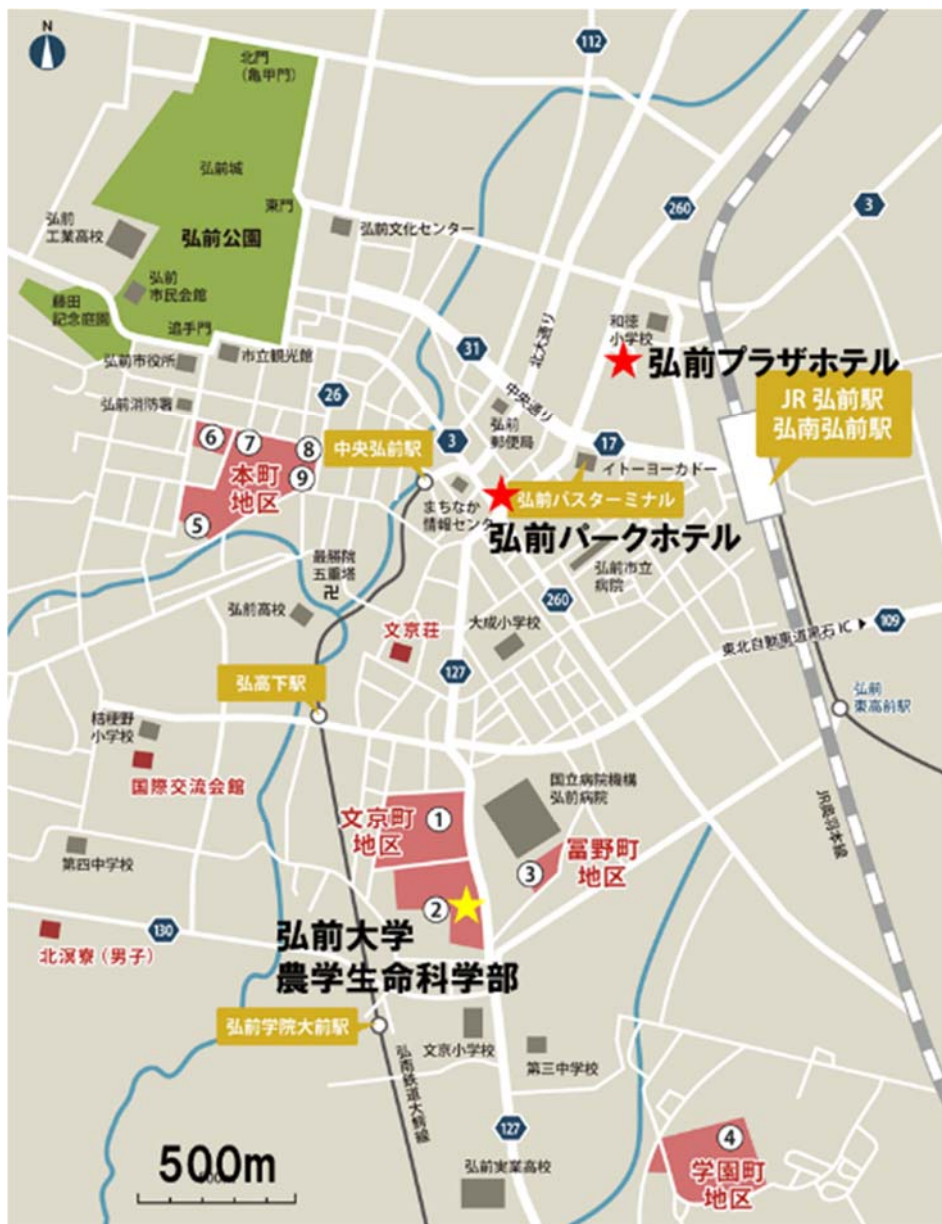 N
北門
(亀甲門)
112
弘前城
260
3
東門
弘前
工業高校
弘前公園
弘前文化センター
弘前
市民会館
藤田
記念庭園
追手門
北大通り
和徳
小学校
31
弘前市役所
市立観光館
弘前プラザホテル
中央通り
JR 弘前駅
弘南弘前駅
弘前消防署
26
弘前
郵便局
⑥
⑦
⑧
中央弘前駅
3
17
イトーヨーカドー
本町
地区
⑨
まちなか
情報センタ
弘前バスターミナル
⑤
弘前パークホテル
最勝院
五重塔
卍
弘前市立
病院
弘前高校
260
大成小学校
文京荘
109
東北自動車道黒石 IC ▶
127
弘高下駅
弘前
東高前駅
桔梗野
小学校
国際交流会館
国立病院機構
弘前病院
JR奥羽本線
文京町
地区
①
冨野町
地区
③
第四中学校
②
130
弘前大学
農学生命科学部
北溟寮(男子)
弘前学院大前駅
文京小学校
第三中学校
弘南鉄道大鰐線
127
④
500m
弘前実業高校
学園町
地区